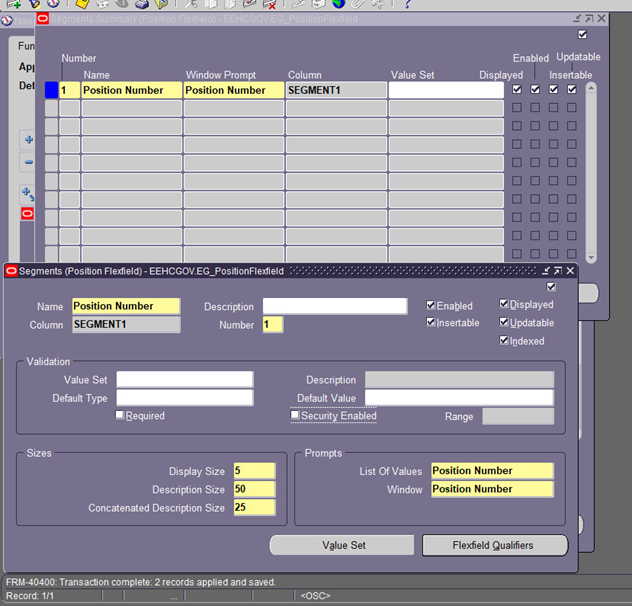 Segments Summary (Position Flexfield) - EEHCGOV.EG_PositionFlexfield
Fun
App
Def
Number
Name
Window Prompt
Column
Value Set
Displayed
Enabled
Updatable
Insertable
1 Position Number Position Number SEGMENT1
Segments (Position Flexfield) - EEHCGOV.EG_PositionFlexfield
Name Position Number Description Enabled Displayed
Column SEGMENT1 Number 1 Insertable Updatable
Indexed
Validation
Value Set Description
Default Type Default Value
Required Security Enabled Range
Sizes Prompts
Display Size 5 List Of Values Position Number
Description Size 50 Window Position Number
Concatenated Description Size 25
Value Set Flexfield Qualifiers
FRM-40400: Transaction complete: 2 records applied and saved.
Record: 1/1 ... <OSC>